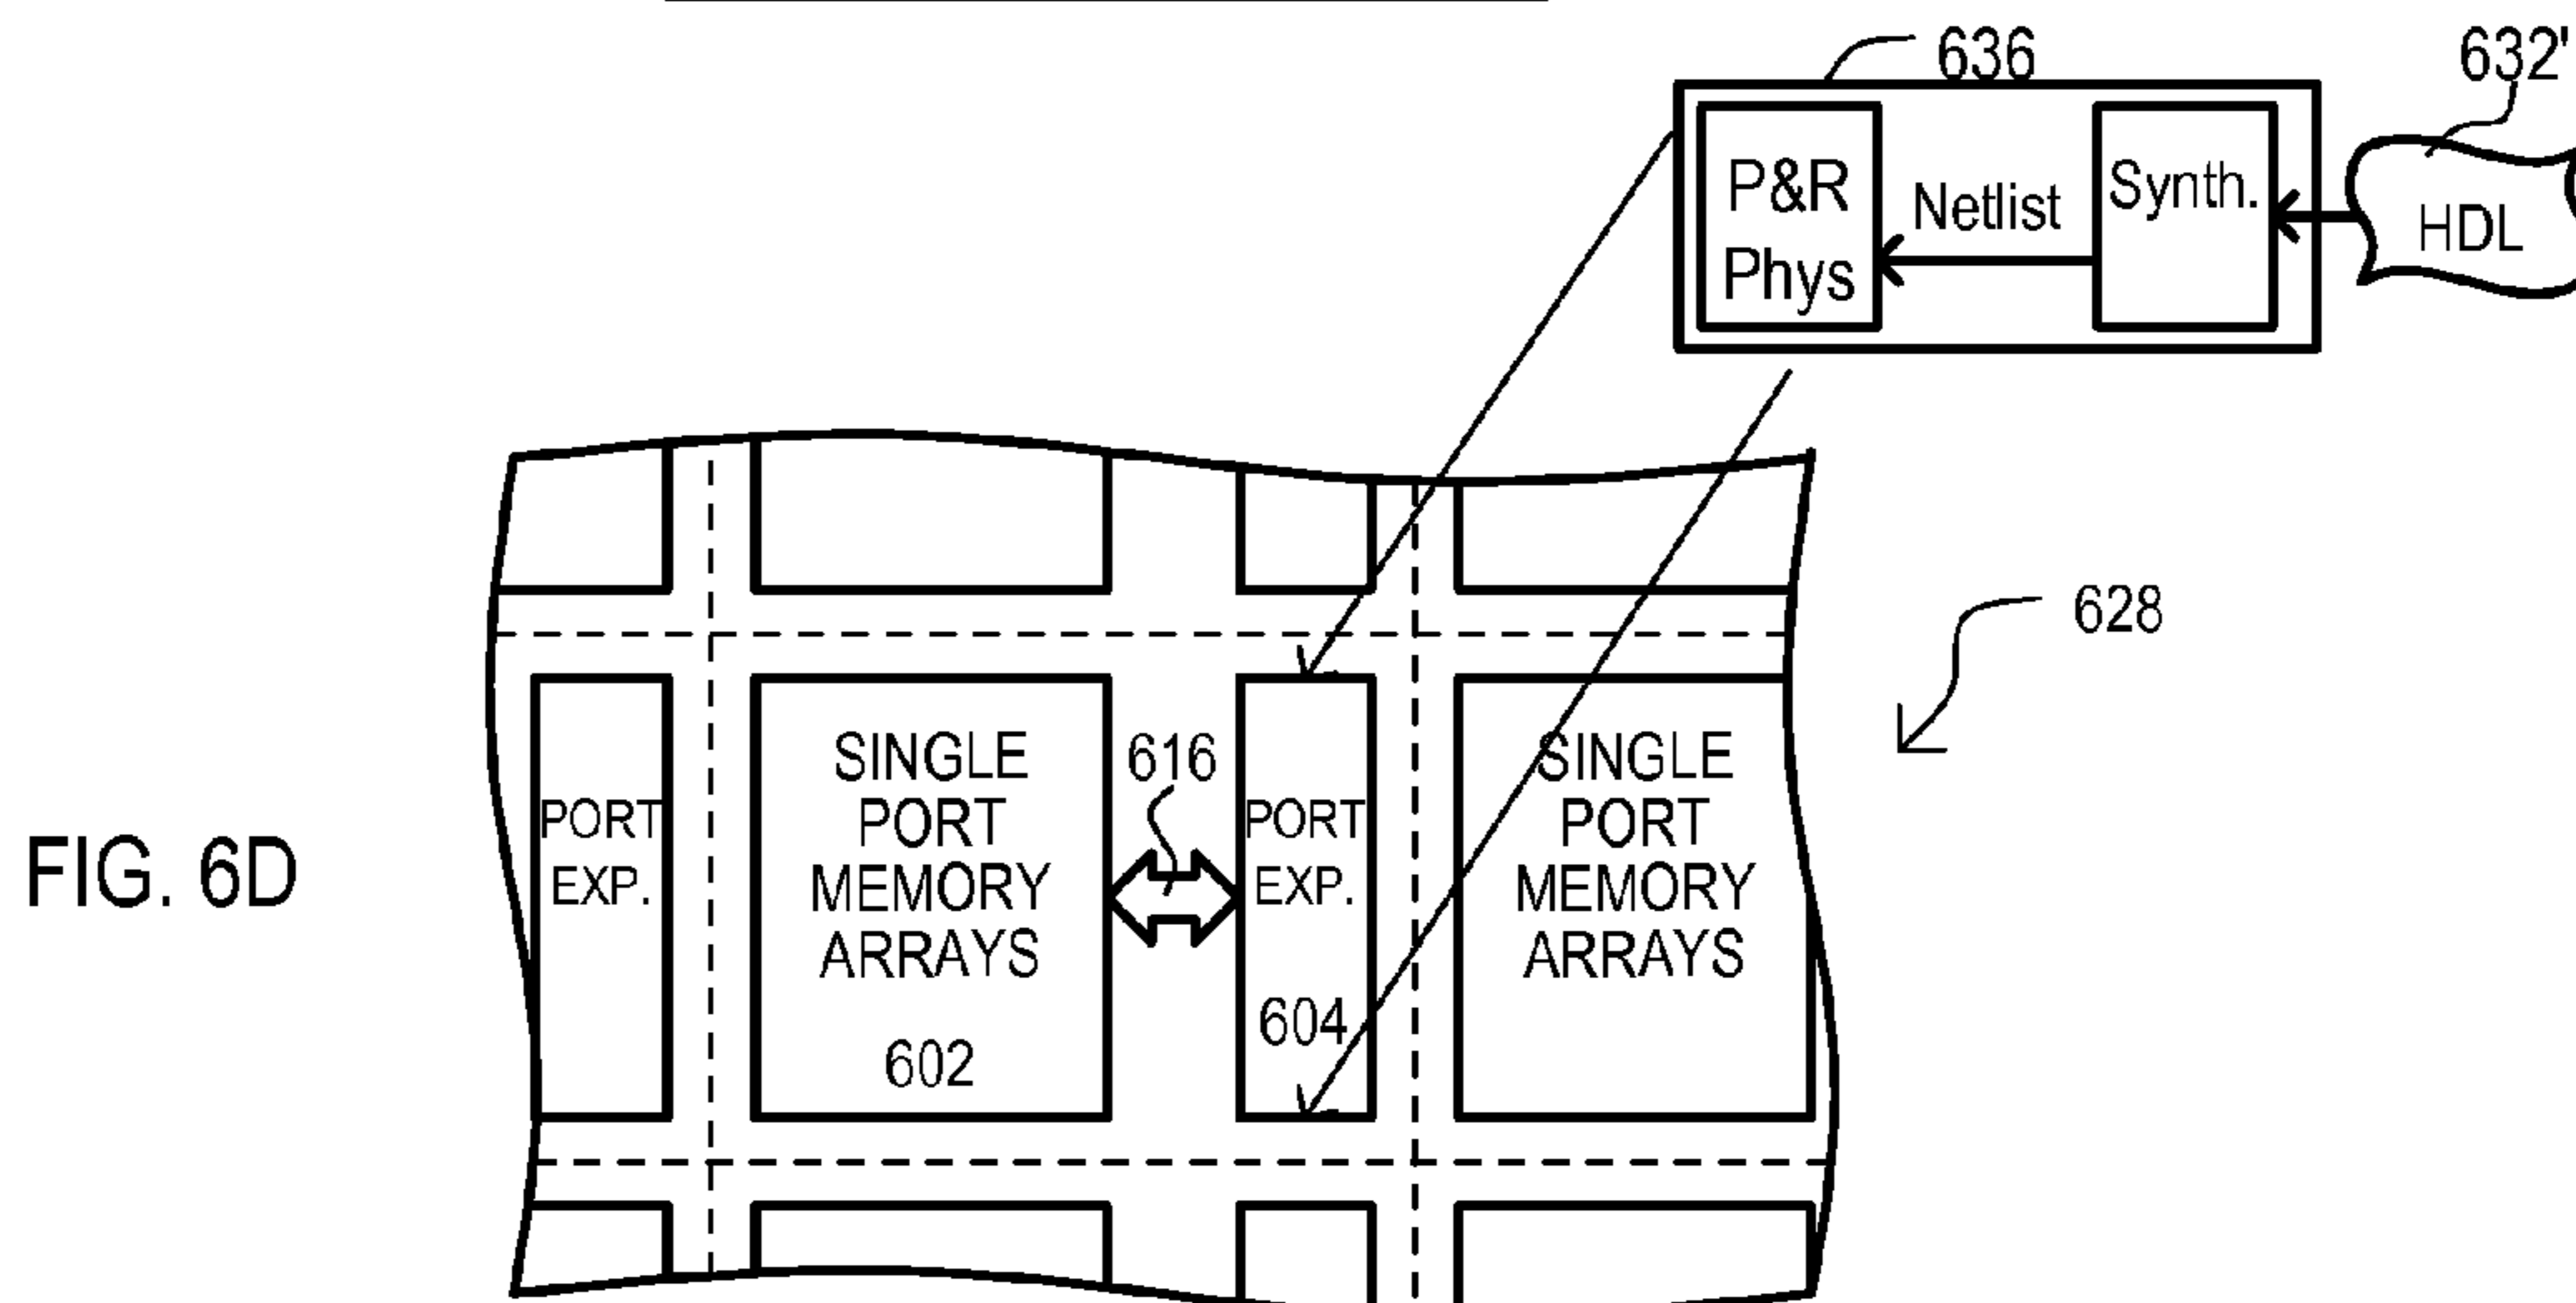 636
632'
P&R
Phys
Netlist
Synth.
HDL
628
FIG. 6D
PORT
EXP.
SINGLE
PORT
MEMORY
ARRAYS
602
616
PORT
EXP.
604
SINGLE
PORT
MEMORY
ARRAYS